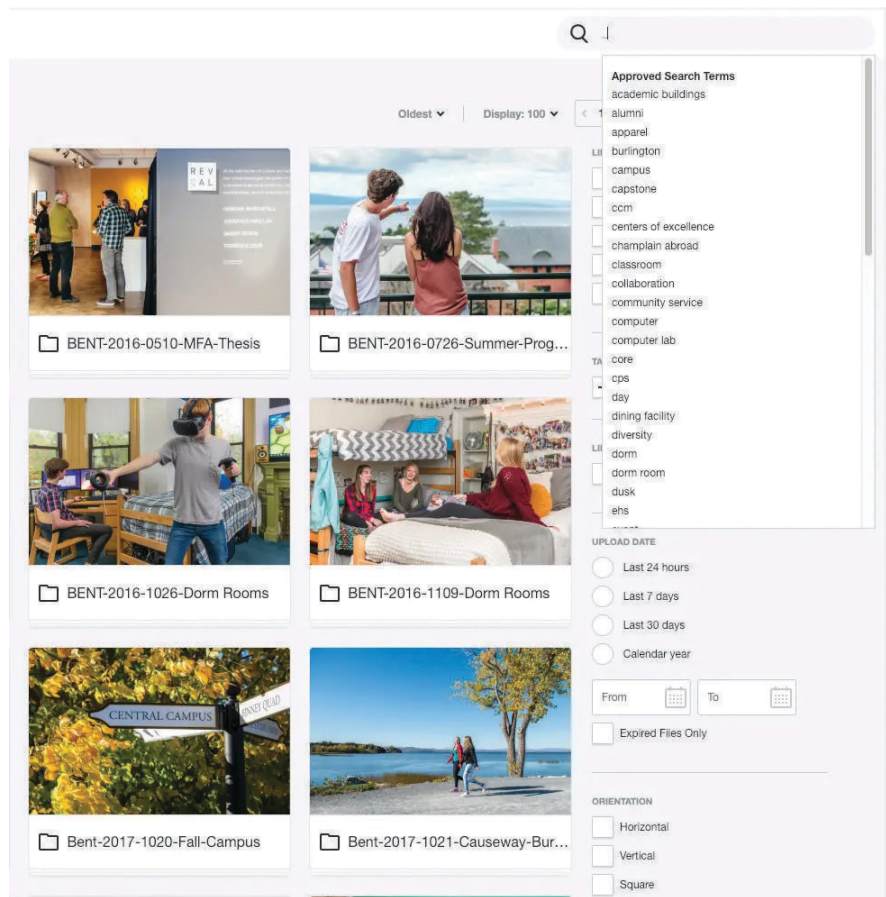 Approved Search Terms
academic buildings
alumni
apparel
burlington
campus
capstone
ccm
centers of excellence
champlain abroad
classroom
collaboration
community service
computer
computer lab
core
cps
day
dining facility
diversity
dorm
dorm room
dusk
ehs
Oldest
Display: 100
REV
CAL
BENT-2016-0510-MFA-Thesis
BENT-2016-0726-Summer-Prog...
BENT-2016-1026-Dorm Rooms
BENT-2016-1109-Dorm Rooms
CENTRAL CAMPUS
Bent-2017-1020-Fall-Campus
Bent-2017-1021-Causeway-Bur...
UPLOAD DATE
Last 24 hours
Last 7 days
Last 30 days
Calendar year
From
To
Expired Files Only
ORIENTATION
Horizontal
Vertical
Square